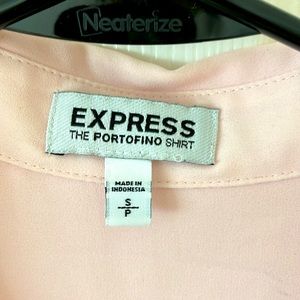 Neaterize
EXPRESS
THE PORTOFINO SHIRT
MADE IN
INDONESIA
S
P